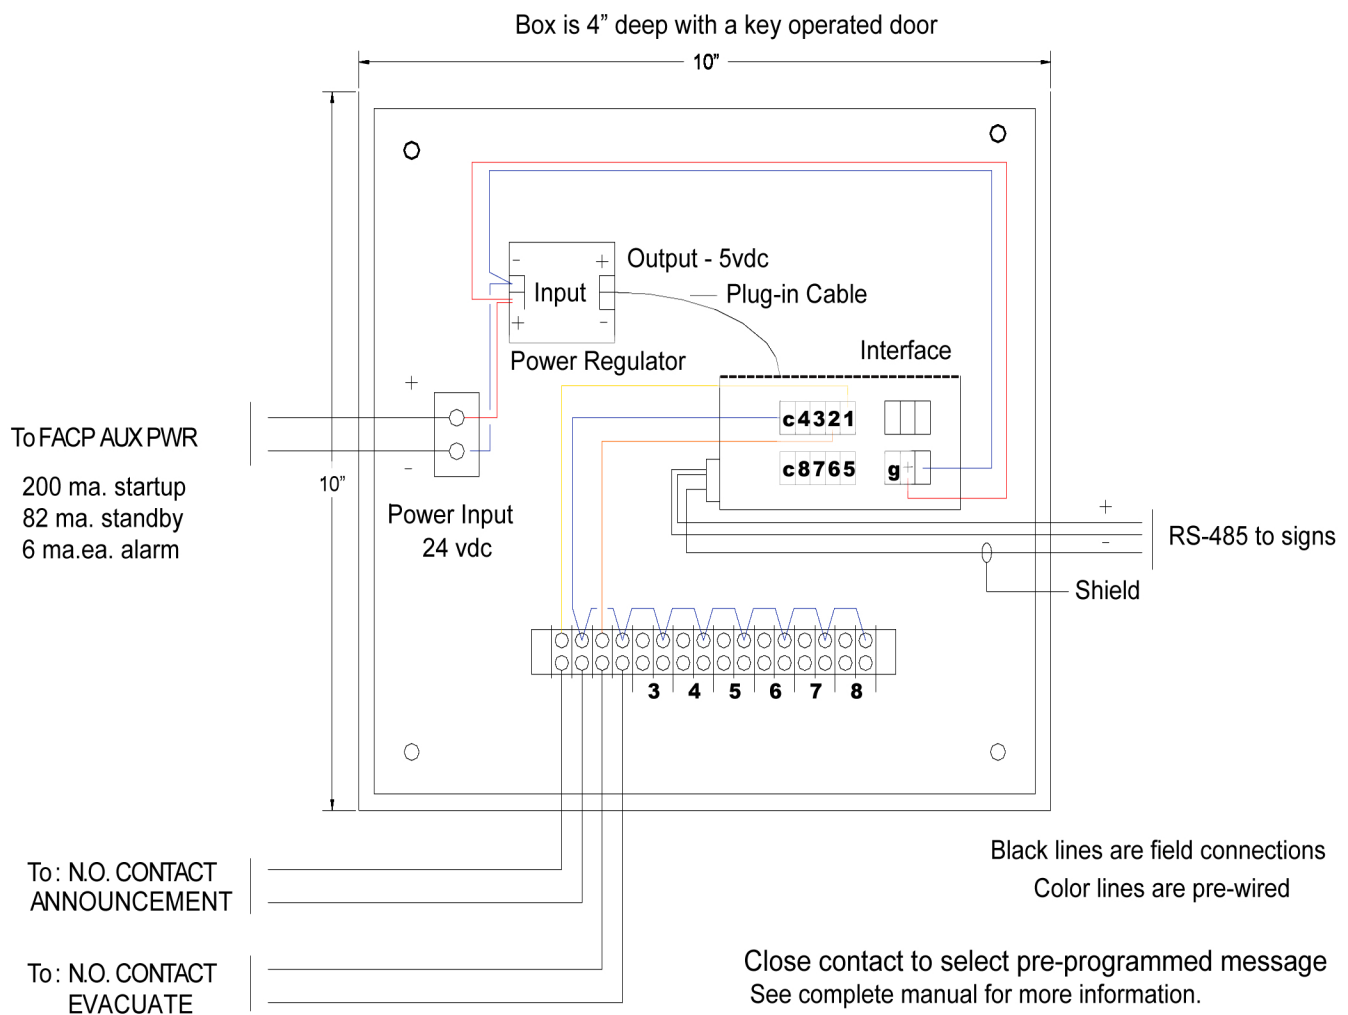 Box is 4” deep with a key operated door
10”
- +
Output - 5vdc
Input
Plug-in Cable
+ -
Power Regulator
Interface
+
c4321
To FACP AUX PWR
c8765
g +
-
10”
200 ma. startup
82 ma. standby
6 ma.ea. alarm
Power Input
24 vdc
+
-
RS-485 to signs
Shield
3 4 5 6 7 8
To: N.O. CONTACT
ANNOUNCEMENT
Black lines are field connections
Color lines are pre-wired
To: N.O. CONTACT
EVACUATE
Close contact to select pre-programmed message
See complete manual for more information.